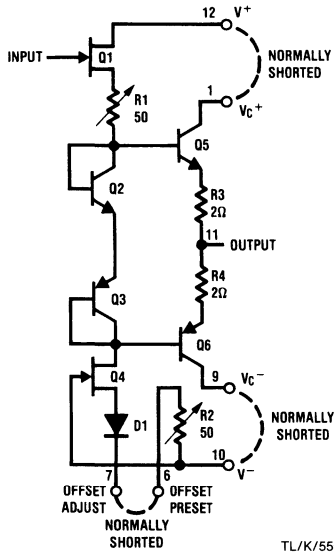 12 V+
NORMALLY
SHORTED
INPUT
Q1
1 VC+
R1
50
Q5
Q2
R3
2Ω
11 OUTPUT
R4
2Ω
Q3
Q6
Q4
9 VC−
D1
R2
50
NORMALLY
SHORTED
10 V−
7 6
OFFSET ADJUST OFFSET PRESET
NORMALLY
SHORTED
TL/K/55